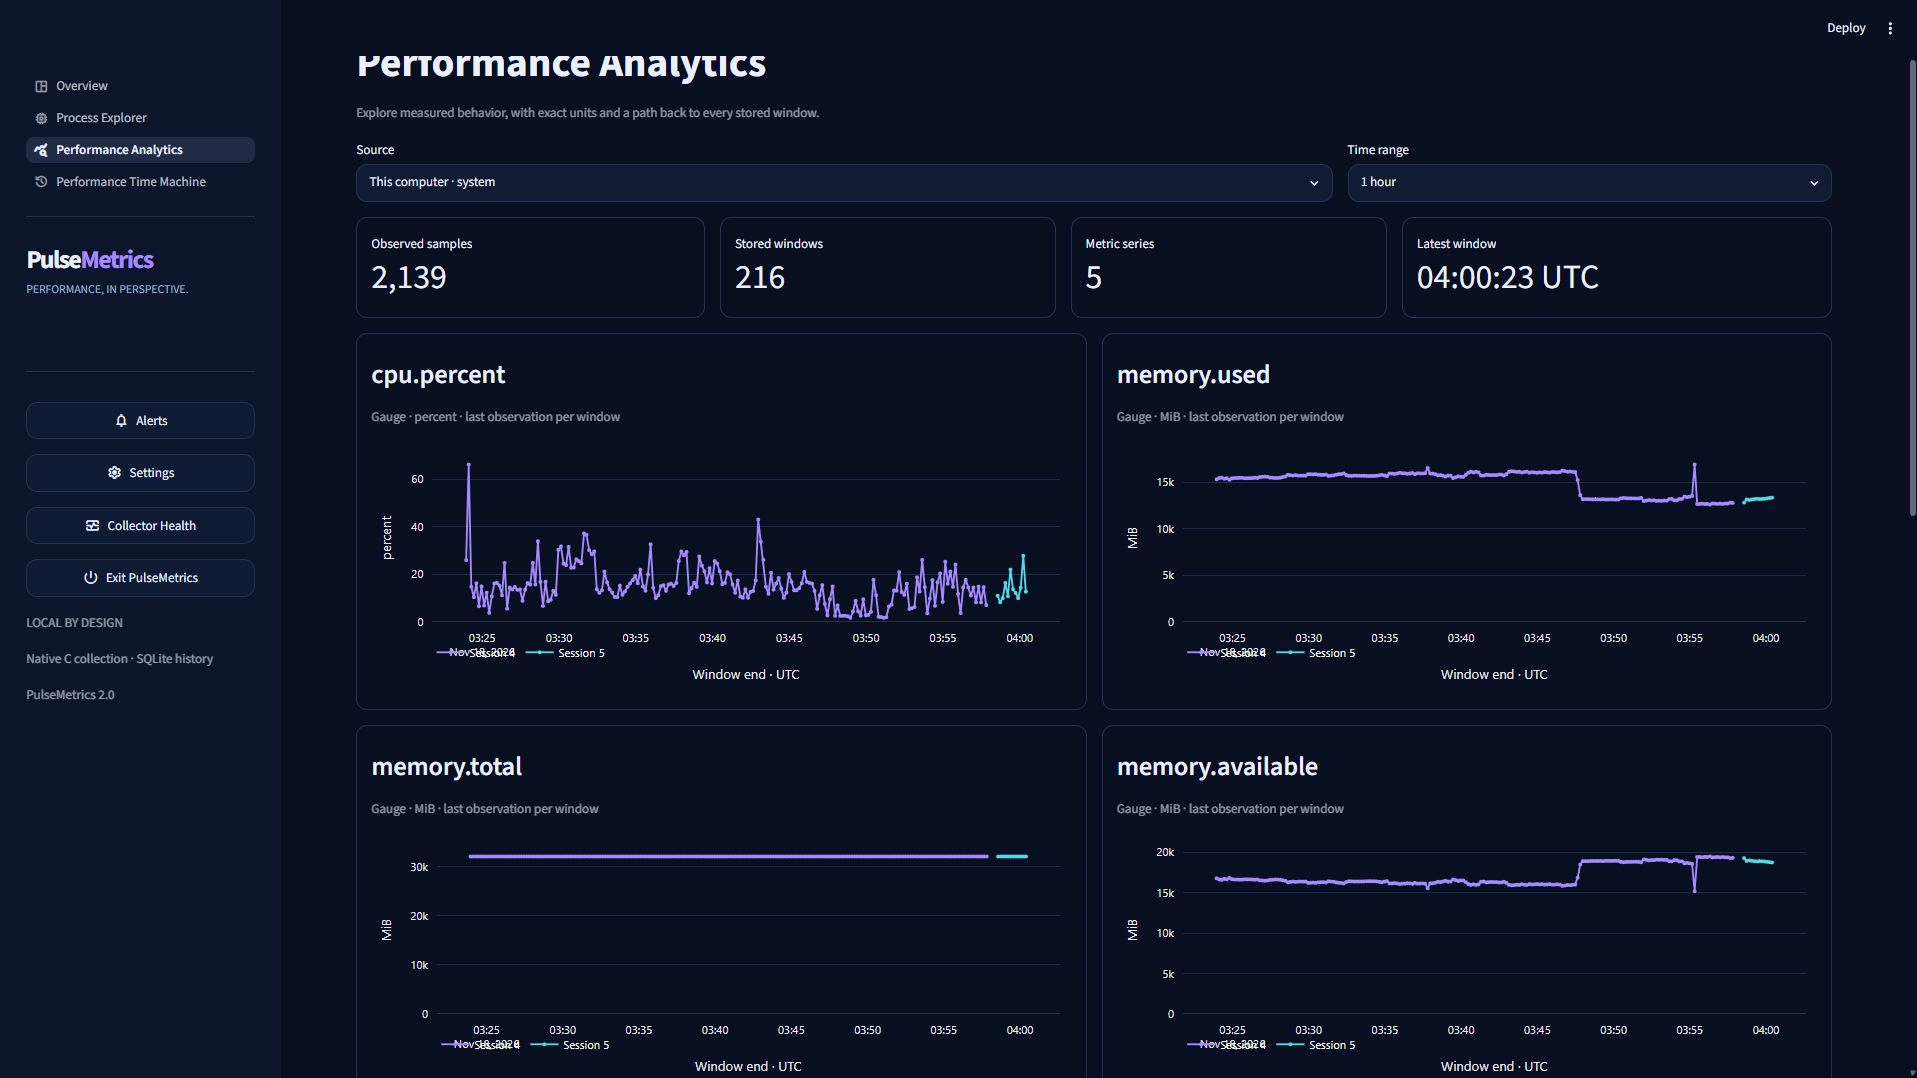 Deploy
Overview
Process Explorer
Performance Analytics
Performance Time Machine
PulseMetrics
PERFORMANCE, IN PERSPECTIVE.
Alerts
Settings
Collector Health
Exit PulseMetrics
LOCAL BY DESIGN
Native C collection · SQLite history
PulseMetrics 2.0
Performance Analytics
Explore measured behavior, with exact units and a path back to every stored window.
Source
This computer · system
Time range
1 hour
Observed samples
2,139
Stored windows
216
Metric series
5
Latest window
04:00:23 UTC
cpu.percent
Gauge · percent · last observation per window
percent
60
40
20
0
03:25 03:30 03:35 03:40 03:45 03:50 03:55 04:00
Session 4 Session 5
Window end · UTC
memory.used
Gauge · MiB · last observation per window
MiB
15k
10k
5k
0
03:25 03:30 03:35 03:40 03:45 03:50 03:55 04:00
Session 4 Session 5
Window end · UTC
memory.total
Gauge · MiB · last observation per window
MiB
30k
20k
10k
0
03:25 03:30 03:35 03:40 03:45 03:50 03:55 04:00
Session 4 Session 5
Window end · UTC
memory.available
Gauge · MiB · last observation per window
MiB
20k
15k
10k
5k
0
03:25 03:30 03:35 03:40 03:45 03:50 03:55 04:00
Session 4 Session 5
Window end · UTC